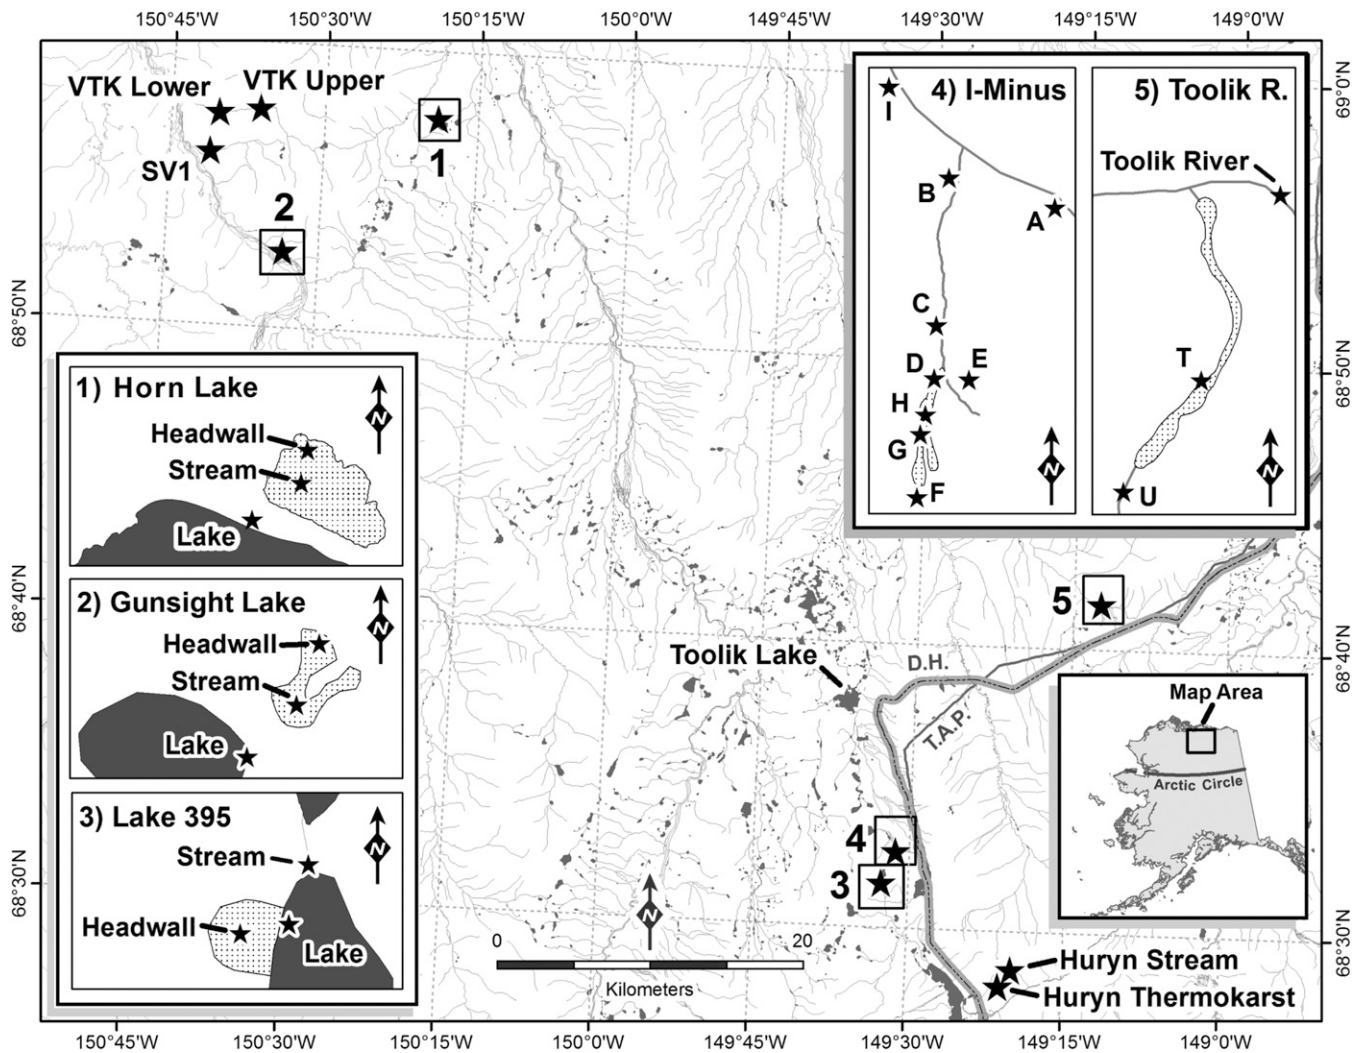 150°45'W
150°30'W
150°15'W
150°0'W
149°45'W
149°30'W
149°15'W
149°0'W
VTK Lower
VTK Upper
SV1
1
2
68°50'N
68°40'N
68°30'N
69°0'N
68°50'N
68°40'N
68°30'N
4) I-Minus
I
B
A
C
D
E
H
G
F
N
5) Toolik R.
Toolik River
T
U
N
1) Horn Lake
Headwall
Stream
Lake
N
2) Gunsight Lake
Headwall
Stream
Lake
N
3) Lake 395
Stream
Headwall
Lake
N
5
Toolik Lake
D.H.
T.A.P.
4
3
Map Area
Arctic Circle
N
0
20
Kilometers
Huryn Stream
Huryn Thermokarst
150°45'W
150°30'W
150°15'W
150°0'W
149°45'W
149°30'W
149°15'W
149°0'W